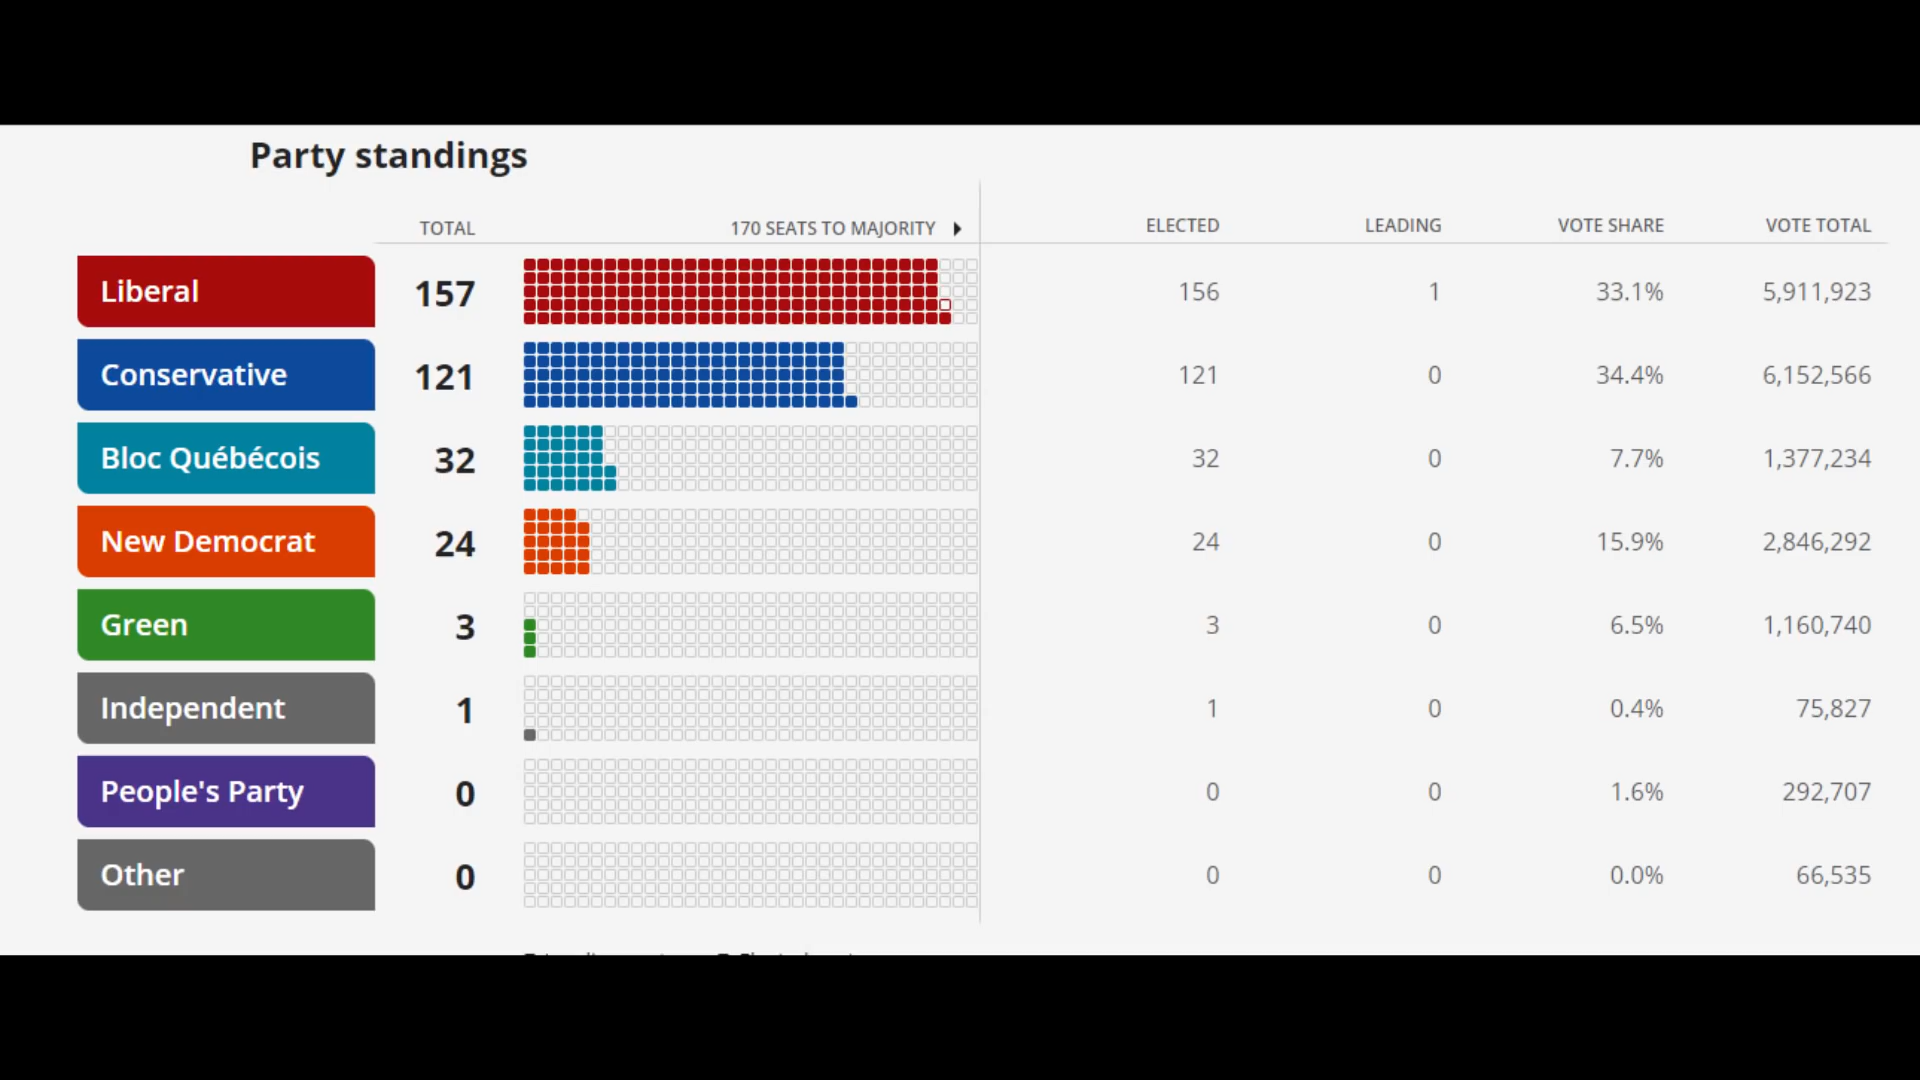 Party standings
TOTAL 170 SEATS TO MAJORITY ELECTED LEADING VOTE SHARE VOTE TOTAL
Liberal 157 156 1 33.1% 5,911,923
Conservative 121 121 0 34.4% 6,152,566
Bloc Québécois 32 32 0 7.7% 1,377,234
New Democrat 24 24 0 15.9% 2,846,292
Green 3 3 0 6.5% 1,160,740
Independent 1 1 0 0.4% 75,827
People's Party 0 0 0 1.6% 292,707
Other 0 0 0 0.0% 66,535